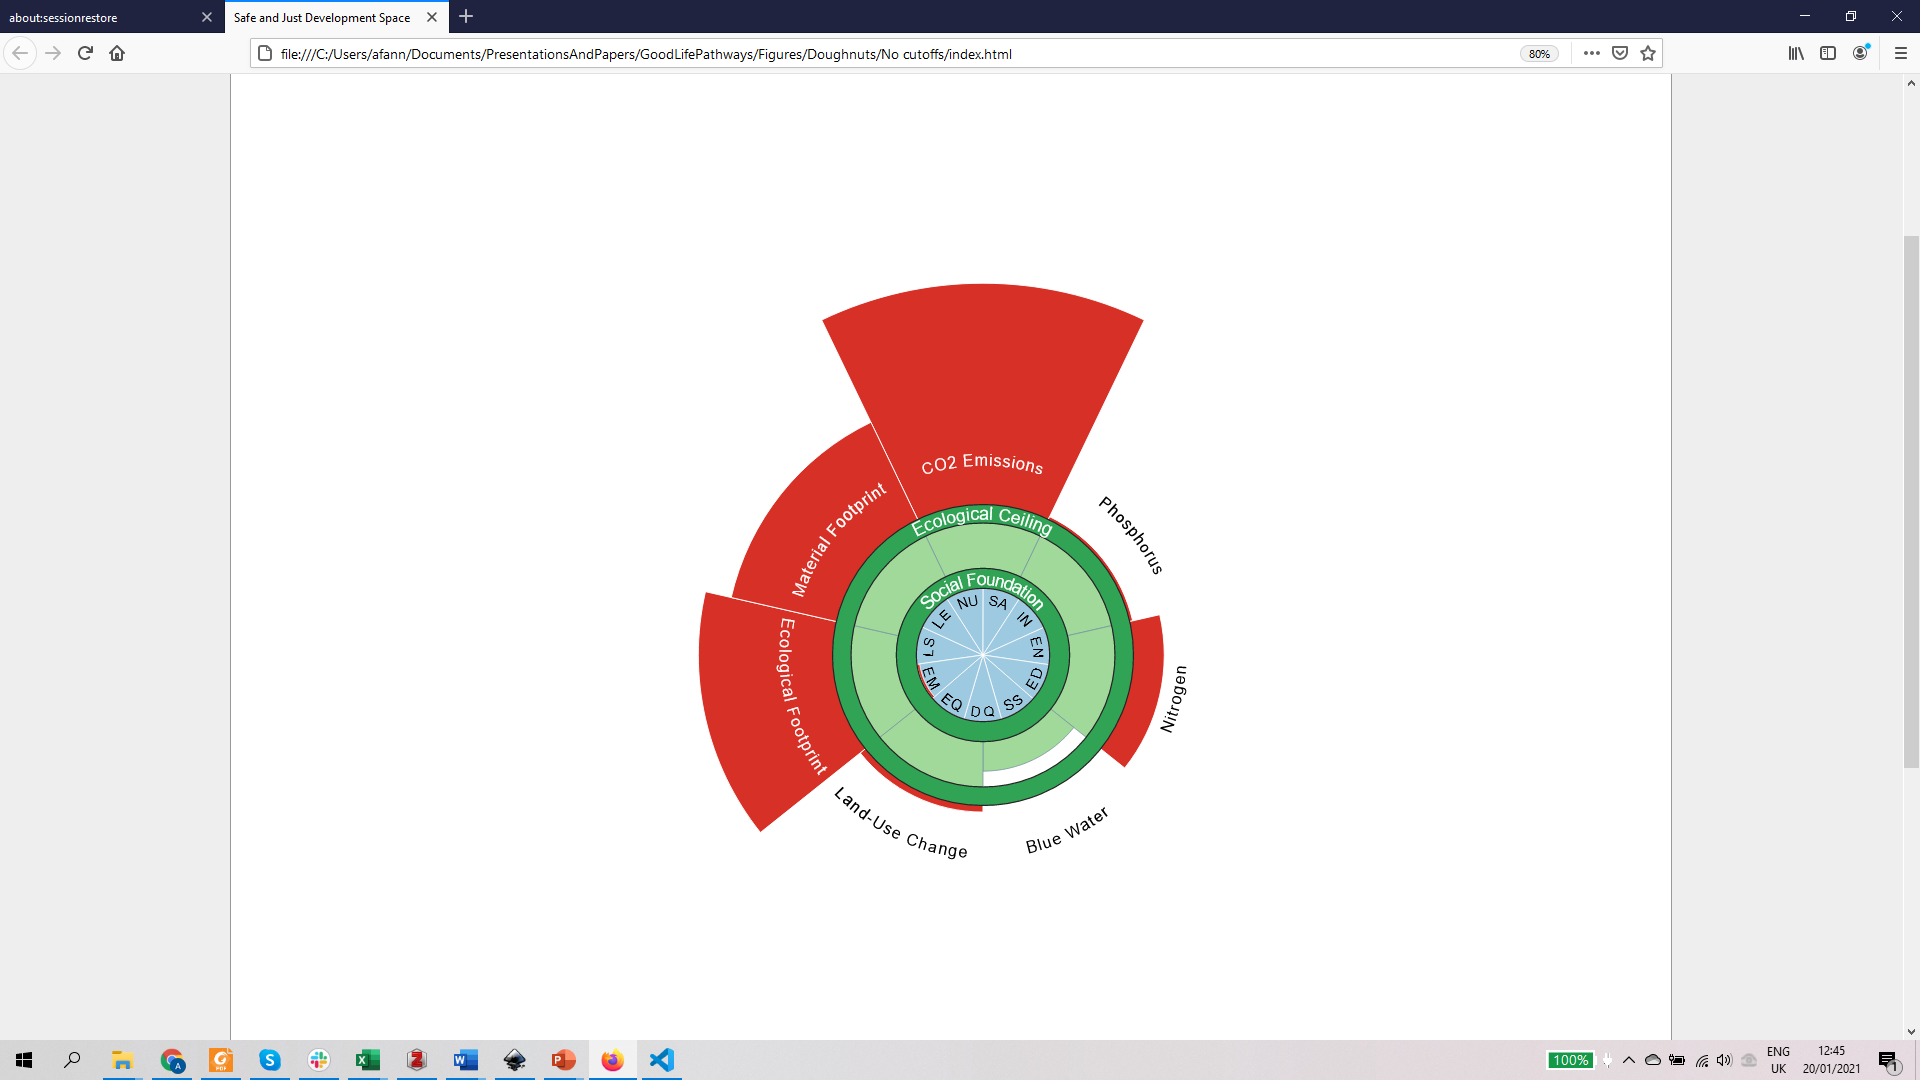 about:sessionrestore
Safe and Just Development Space
file:///C:/Users/afann/Documents/PresentationsAndPapers/GoodLifePathways/Figures/Doughnuts/No cutoffs/index.html
80%
CO2 Emissions
Phosphorus
Nitrogen
Blue Water
Land-Use Change
Ecological Footprint
Material Footprint
Ecological Ceiling
Social Foundation
SA
IN
EN
ED
SS
DQ
EQ
EM
LS
LE
NU
100%
ENG
UK
12:45
20/01/2021
1